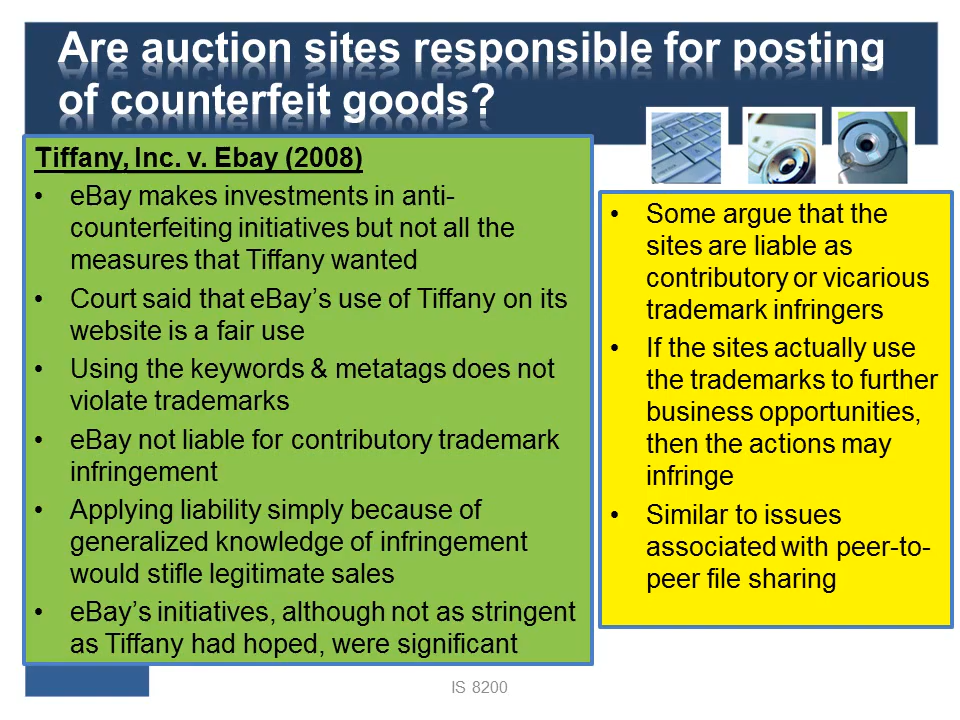 Are auction sites responsible for posting
of counterfeit goods?
Tiffany, Inc. v. Ebay (2008)
• eBay makes investments in anti-
counterfeiting initiatives but not all the
measures that Tiffany wanted
• Court said that eBay’s use of Tiffany on its
website is a fair use
• Using the keywords & metatags does not
violate trademarks
• eBay not liable for contributory trademark
infringement
• Applying liability simply because of
generalized knowledge of infringement
would stifle legitimate sales
• eBay’s initiatives, although not as stringent
as Tiffany had hoped, were significant
• Some argue that the
sites are liable as
contributory or vicarious
trademark infringers
• If the sites actually use
the trademarks to further
business opportunities,
then the actions may
infringe
• Similar to issues
associated with peer-to-
peer file sharing
IS 8200